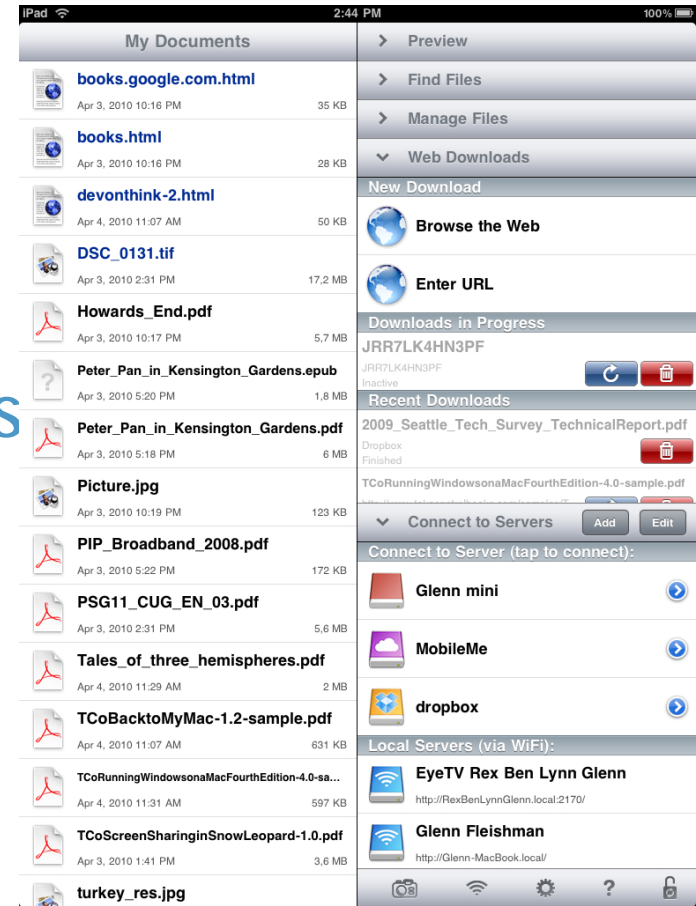 iPad 2:44 PM 100%
My Documents
books.google.com.html
Apr 3, 2010 10:16 PM 35 KB
books.html
Apr 3, 2010 10:16 PM 28 KB
devonthink-2.html
Apr 4, 2010 11:07 AM 50 KB
DSC_0131.tif
Apr 3, 2010 2:31 PM 17,2 MB
Howards_End.pdf
Apr 3, 2010 10:17 PM 5,7 MB
?
Peter_Pan_in_Kensington_Gardens.epub
Apr 3, 2010 5:20 PM 1,8 MB
S
Peter_Pan_in_Kensington_Gardens.pdf
Apr 3, 2010 5:18 PM 6 MB
Picture.jpg
Apr 3, 2010 10:19 PM 123 KB
PIP_Broadband_2008.pdf
Apr 3, 2010 5:22 PM 172 KB
PSG11_CUG_EN_03.pdf
Apr 3, 2010 2:31 PM 5,6 MB
Tales_of_three_hemispheres.pdf
Apr 4, 2010 11:29 AM 2 MB
TCoBacktoMyMac-1.2-sample.pdf
Apr 4, 2010 11:07 AM 631 KB
TCoRunningWindowsonaMacFourthEdition-4.0-sa...
Apr 4, 2010 11:31 AM 597 KB
TCoScreenSharinginSnowLeopard-1.0.pdf
Apr 3, 2010 1:41 PM 3,6 MB
turkey_res.jpg
Preview
Find Files
Manage Files
Web Downloads
New Download
Browse the Web
Enter URL
Downloads in Progress
JRR7LK4HN3PF
JRR7LK4HN3PF
Inactive
Recent Downloads
2009_Seattle_Tech_Survey_TechnicalReport.pdf
Dropbox
Finished
TCoRunningWindowsonaMacFourthEdition-4.0-sample.pdf
Connect to Servers Add Edit
Connect to Server (tap to connect):
Glenn mini
MobileMe
dropbox
Local Servers (via WiFi):
EyeTV Rex Ben Lynn Glenn
http://RexBenLynnGlenn.local:2170/
Glenn Fleishman
http://Glenn-MacBook.local/
?